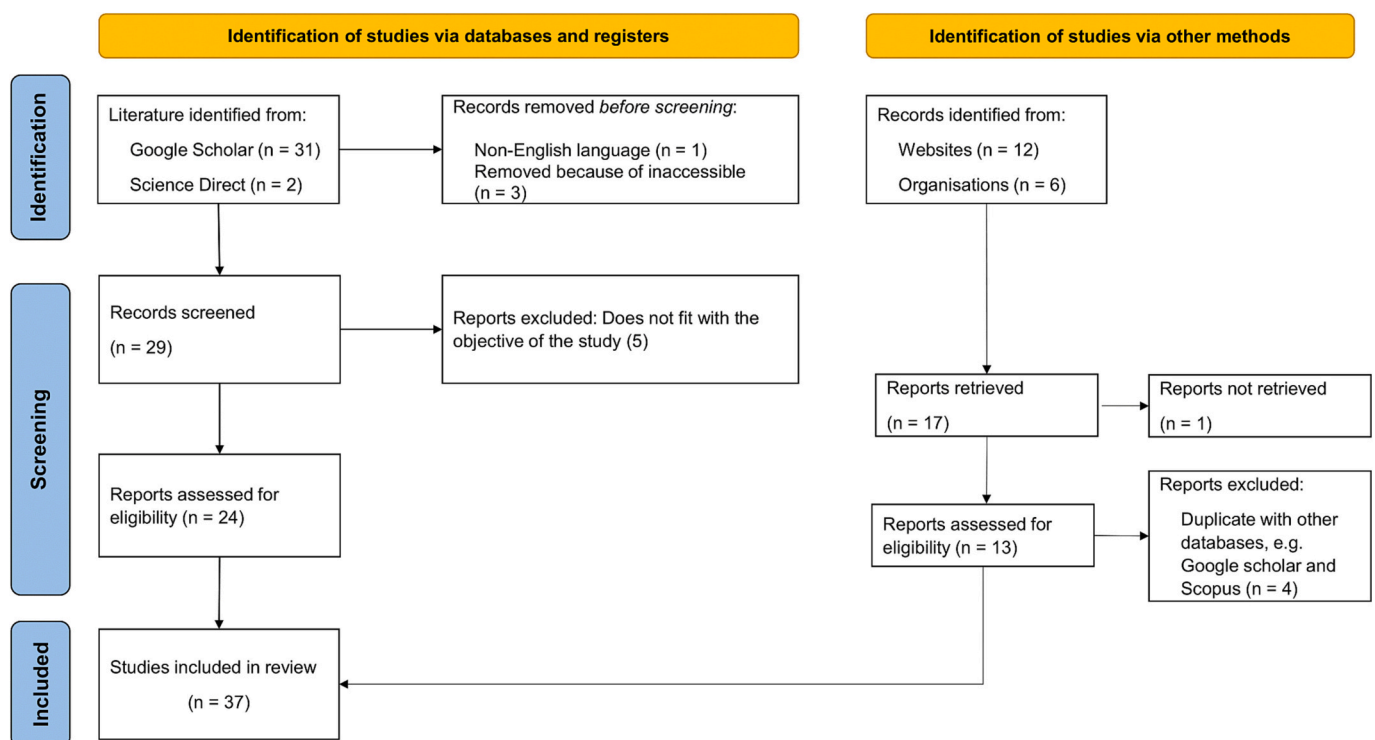 Identification of studies via databases and registers
Identification of studies via other methods
Identification
Literature identified from:
Google Scholar (n = 31)
Science Direct (n = 2)
Records removed before screening:
Non-English language (n = 1)
Removed because of inaccessible
(n = 3)
Records identified from:
Websites (n = 12)
Organisations (n = 6)
Screening
Records screened
(n = 29)
Reports excluded: Does not fit with the
objective of the study (5)
Reports retrieved
(n = 17)
Reports not retrieved
(n = 1)
Reports assessed for
eligibility (n = 24)
Reports assessed for
eligibility (n = 13)
Reports excluded:
Duplicate with other
databases, e.g.
Google scholar and
Scopus (n = 4)
Included
Studies included in review
(n = 37)